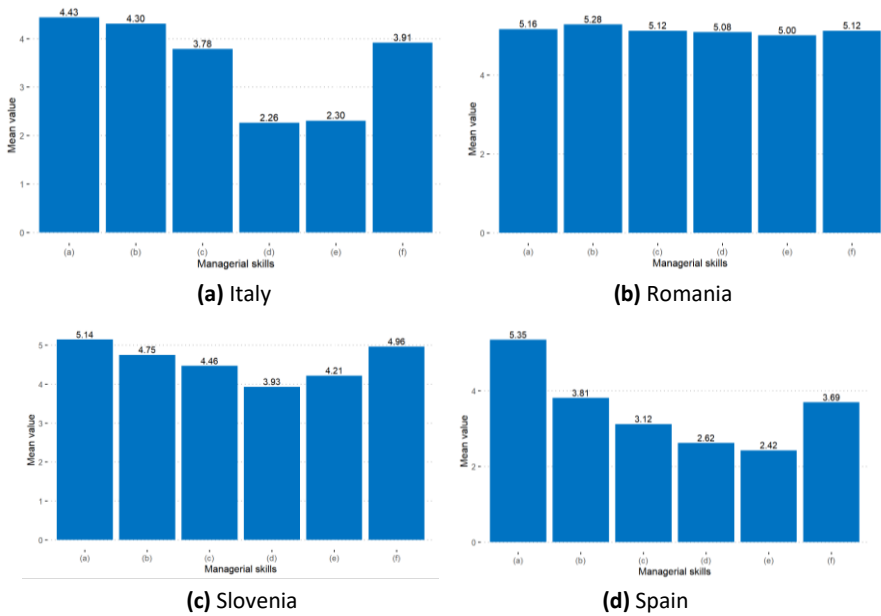 4.43
4.30
3.78
2.26
2.30
3.91
4
3
2
1
0
Mean value
(a) (b) (c) (d) (e) (f)
Managerial skills
(a) Italy
5.16
5.28
5.12
5.08
5.00
5.12
4
2
0
Mean value
(a) (b) (c) (d) (e) (f)
Managerial skills
(b) Romania
5.14
4.75
4.46
3.93
4.21
4.96
5
4
3
2
1
0
Mean value
(a) (b) (c) (d) (e) (f)
Managerial skills
(c) Slovenia
5.35
3.81
3.12
2.62
2.42
3.69
4
2
0
Mean value
(a) (b) (c) (d) (e) (f)
Managerial skills
(d) Spain